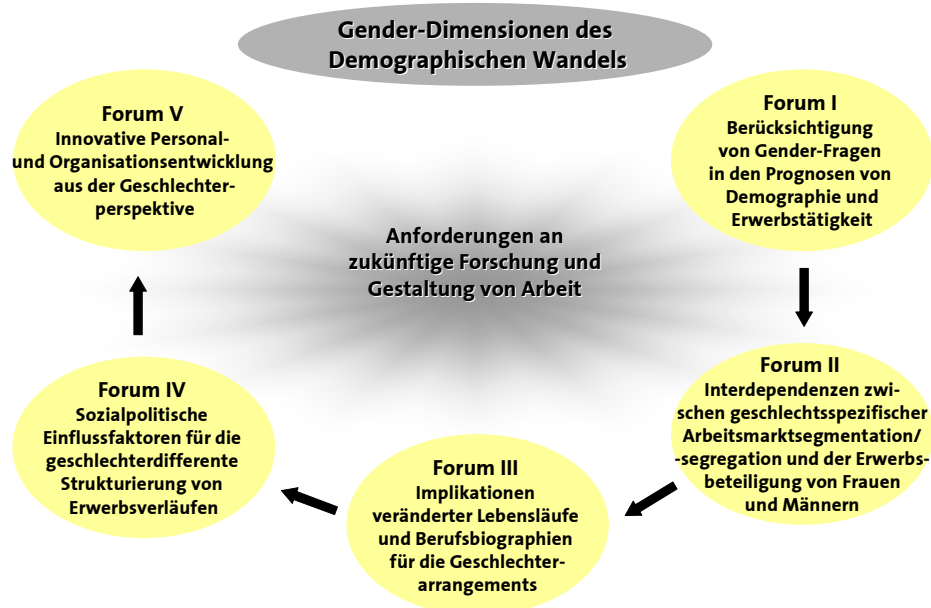 Gender-Dimensionen des
Demographischen Wandels
Forum I
Berücksichtigung
von Gender-Fragen
in den Prognosen von
Demographie und
Erwerbstätigkeit
Forum II
Interdependenzen zwi-
schen geschlechtsspezifischer
Arbeitsmarktsegmentation/
-segregation und der Erwerbs-
beteiligung von Frauen
und Männern
Forum III
Implikationen
veränderter Lebensläufe
und Berufsbiographien
für die Geschlechter-
arrangements
Forum IV
Sozialpolitische
Einflussfaktoren für die
geschlechterdifferente
Strukturierung von
Erwerbsverläufen
Forum V
Innovative Personal-
und Organisationsentwicklung
aus der Geschlechter-
perspektive
Anforderungen an
zukünftige Forschung und
Gestaltung von Arbeit